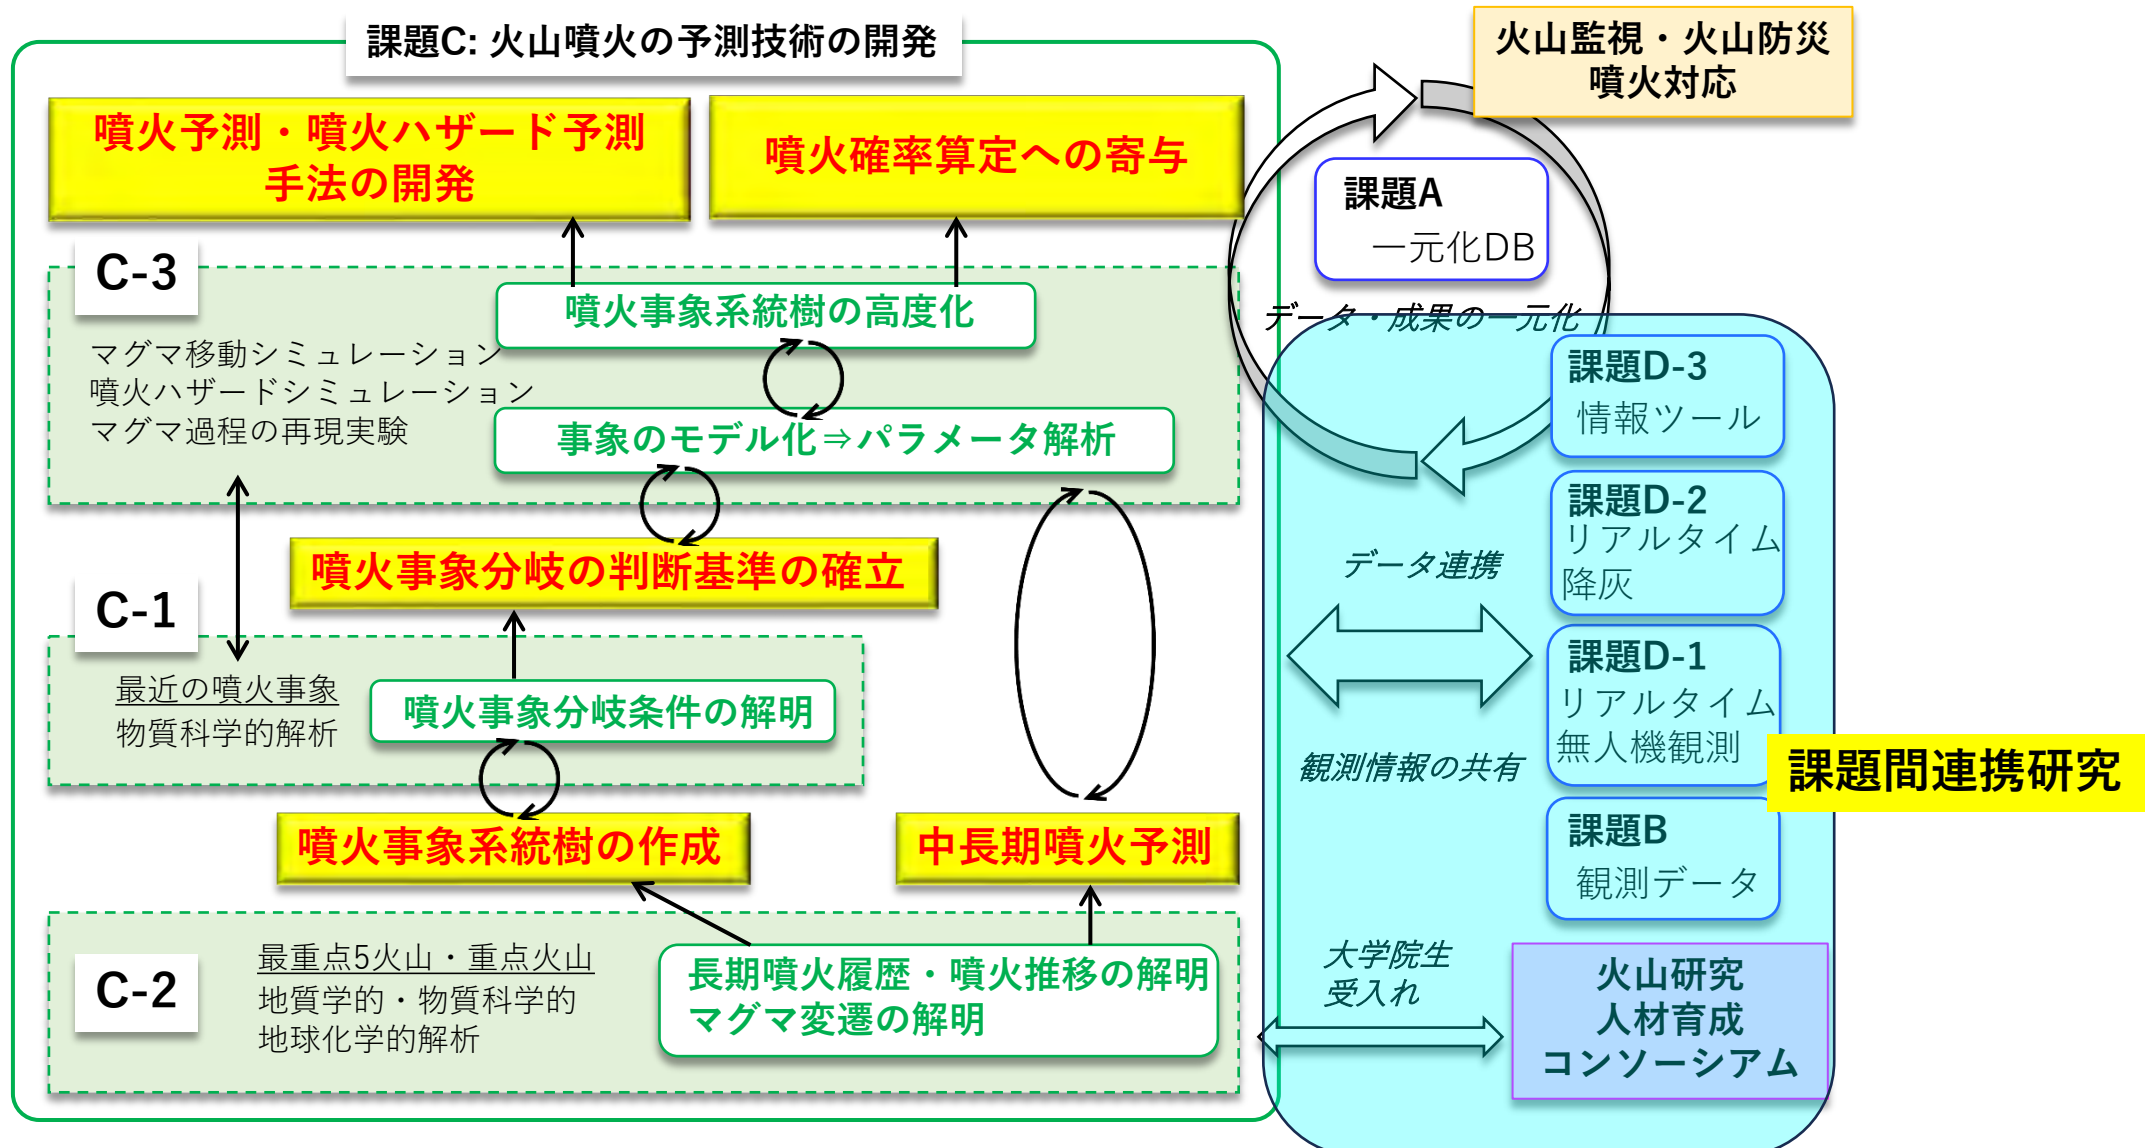 課題C: 火山噴火の予測技術の開発
火山監視・火山防災
噴火対応
噴火予測・噴火ハザード予測
手法の開発
噴火確率算定への寄与
課題A
一元化DB
データ・成果の一元化
C-3
噴火事象系統樹の高度化
マグマ移動シミュレーション
噴火ハザードシミュレーション
マグマ過程の再現実験
事象のモデル化⇒パラメータ解析
課題D-3
情報ツール
課題D-2
リアルタイム
降灰
データ連携
噴火事象分岐の判断基準の確立
C-1
最近の噴火事象
物質科学的解析
噴火事象分岐条件の解明
課題D-1
リアルタイム
無人機観測
観測情報の共有
課題間連携研究
噴火事象系統樹の作成
中長期噴火予測
課題B
観測データ
C-2
最重点5火山・重点火山
地質学的・物質科学的
地球化学的解析
長期噴火履歴・噴火推移の解明
マグマ変遷の解明
大学院生
受入れ
火山研究
人材育成
コンソーシアム